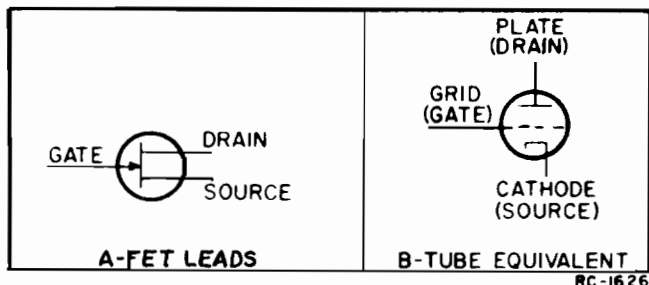 GATE
DRAIN
SOURCE
A-FET LEADS
PLATE
(DRAIN)
GRID
(GATE)
CATHODE
(SOURCE)
B-TUBE EQUIVALENT
RC-1626